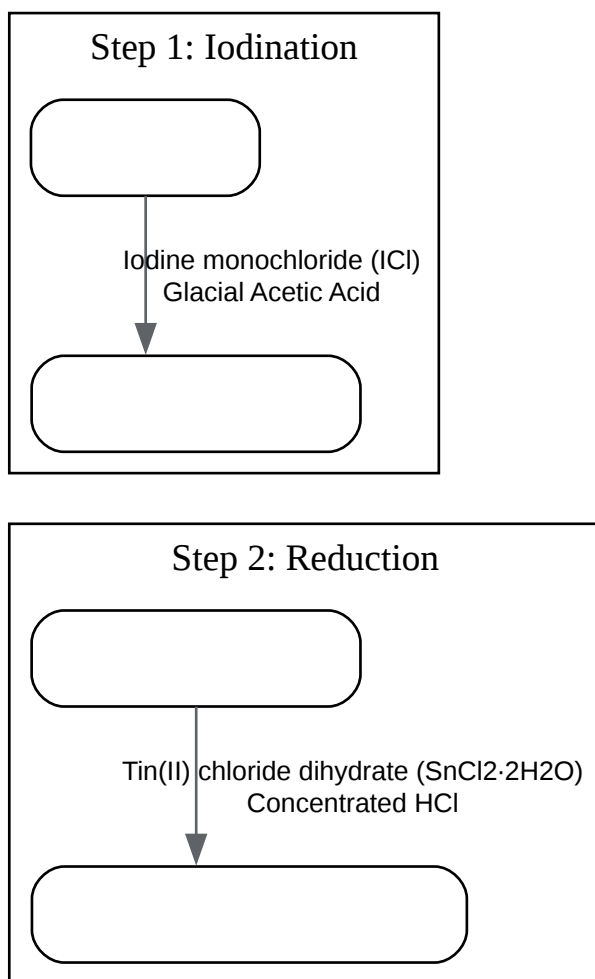 Step 1: Iodination
Iodine monochloride (ICl)
Glacial Acetic Acid
Step 2: Reduction
Tin(II) chloride dihydrate (SnCl2·2H2O)
Concentrated HCl